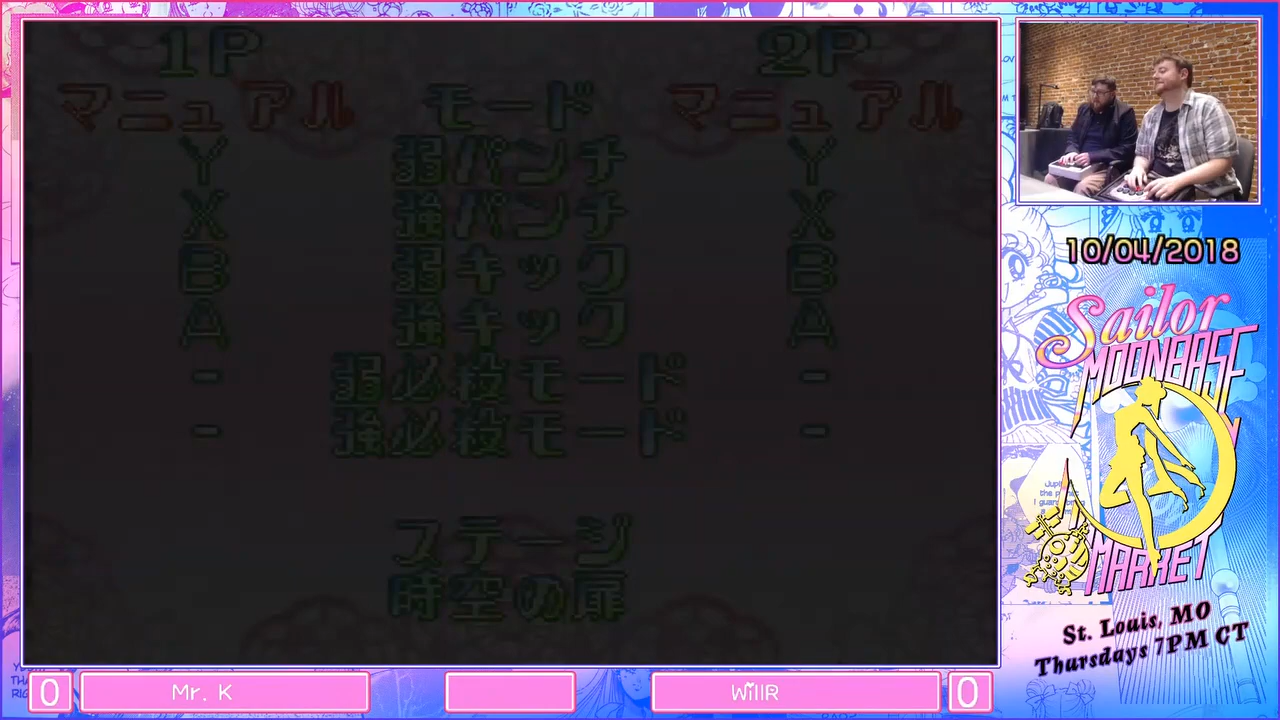 1P 2P
マニュアル モード マニュアル
Y 弱パンチ Y
X 強パンチ X
B 弱キック B
A 強キック A
- 弱必殺モード -
- 強必殺モード -
ステージ
時空の扉
10/04/2018
Sailor
MOONBASE
MARKET
St. Louis, MO
Thursdays 7PM CT
0 Mr. K WillR 0